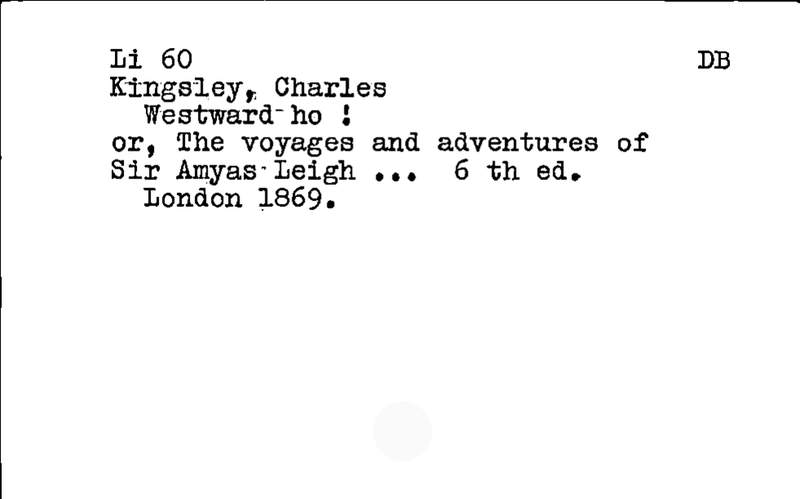 Li 60 DB
Kingsley, Charles
Westward-ho !
or, The voyages and adventures of
Sir Amyas Leigh ... 6 th ed.
London 1869.